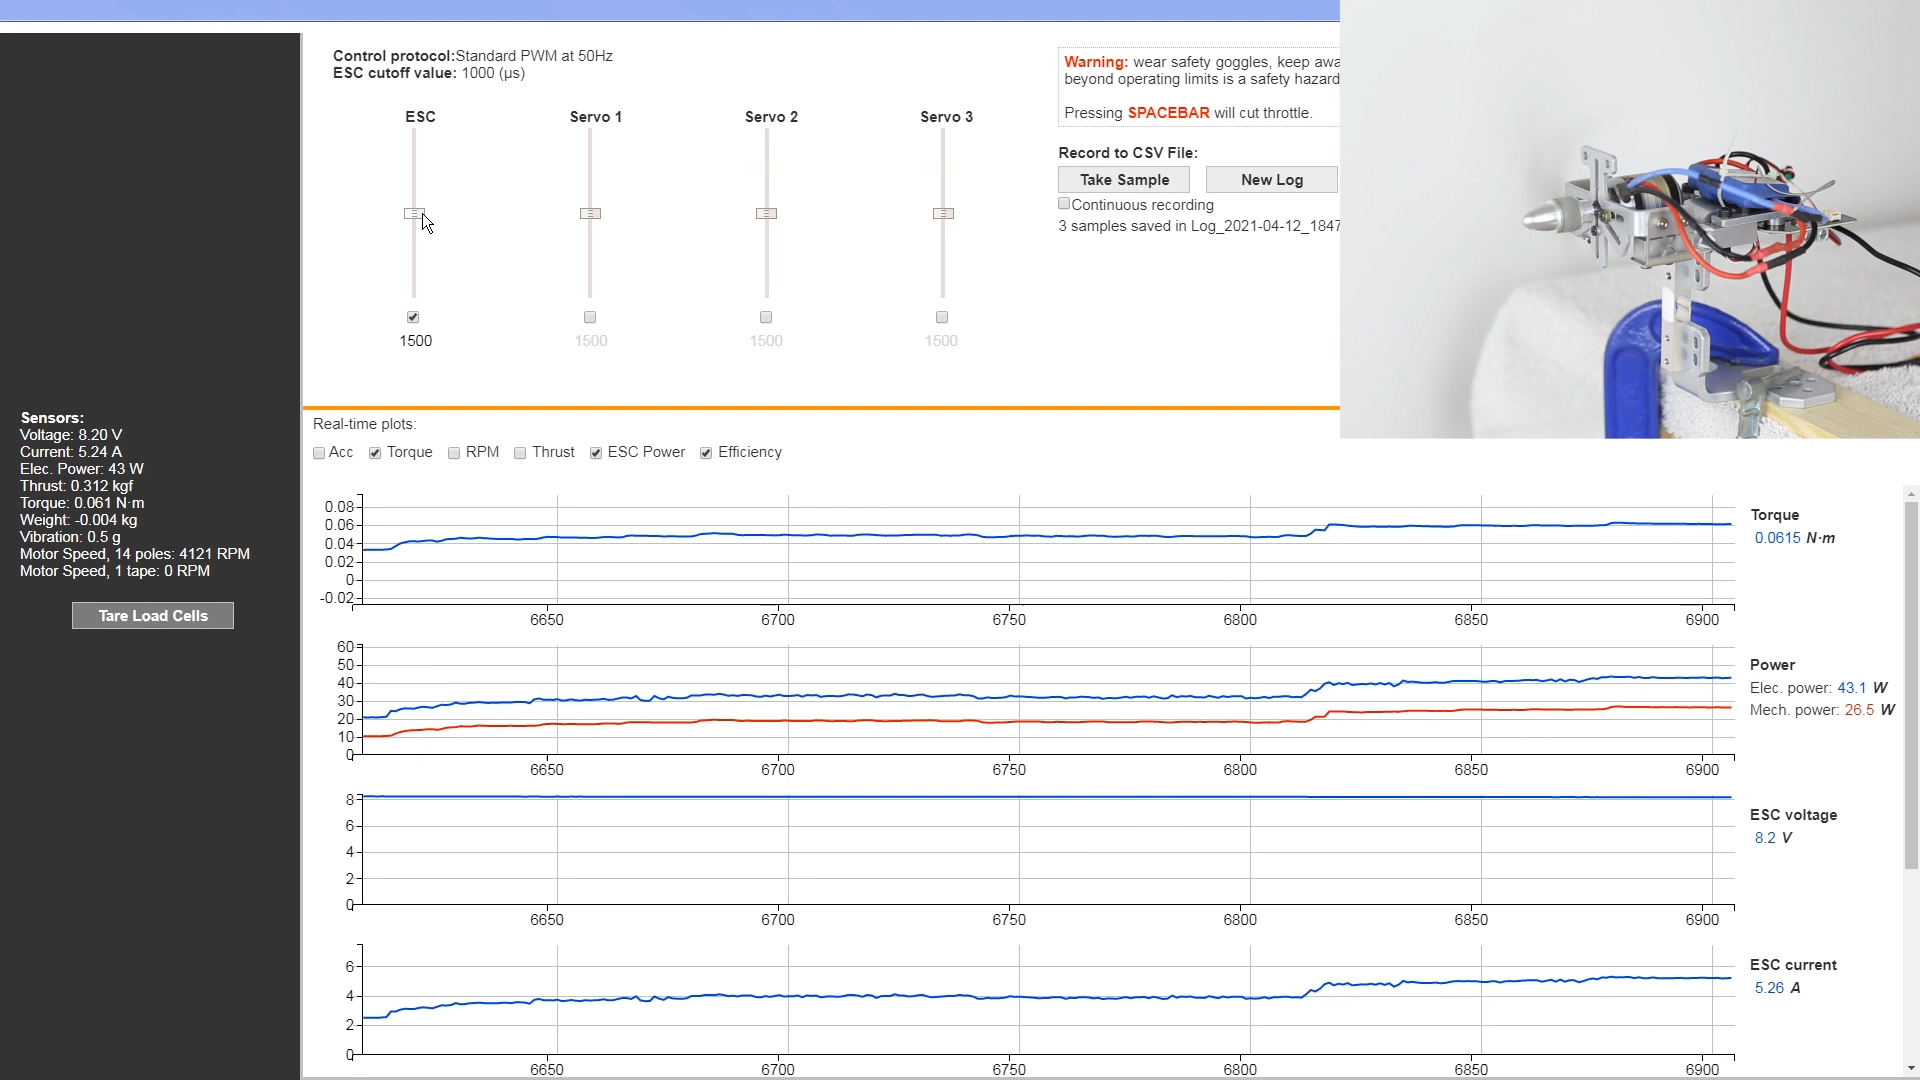 Control protocol:Standard PWM at 50Hz
ESC cutoff value: 1000 (µs)
ESC
Servo 1
Servo 2
Servo 3
1500
1500
1500
1500
Warning: wear safety goggles, keep awa
beyond operating limits is a safety hazard
Pressing SPACEBAR will cut throttle.
Record to CSV File:
Take Sample
New Log
Continuous recording
3 samples saved in Log_2021-04-12_1847
Sensors:
Voltage: 8.20 V
Current: 5.24 A
Elec. Power: 43 W
Thrust: 0.312 kgf
Torque: 0.061 N·m
Weight: -0.004 kg
Vibration: 0.5 g
Motor Speed, 14 poles: 4121 RPM
Motor Speed, 1 tape: 0 RPM
Tare Load Cells
Real-time plots:
Acc Torque RPM Thrust ESC Power Efficiency
0.08
0.06
0.04
0.02
0
-0.02
6650 6700 6750 6800 6850 6900
Torque
0.0615 N·m
60
50
40
30
20
10
0
6650 6700 6750 6800 6850 6900
Power
Elec. power: 43.1 W
Mech. power: 26.5 W
8
6
4
2
0
6650 6700 6750 6800 6850 6900
ESC voltage
8.2 V
6
4
2
0
6650 6700 6750 6800 6850 6900
ESC current
5.26 A